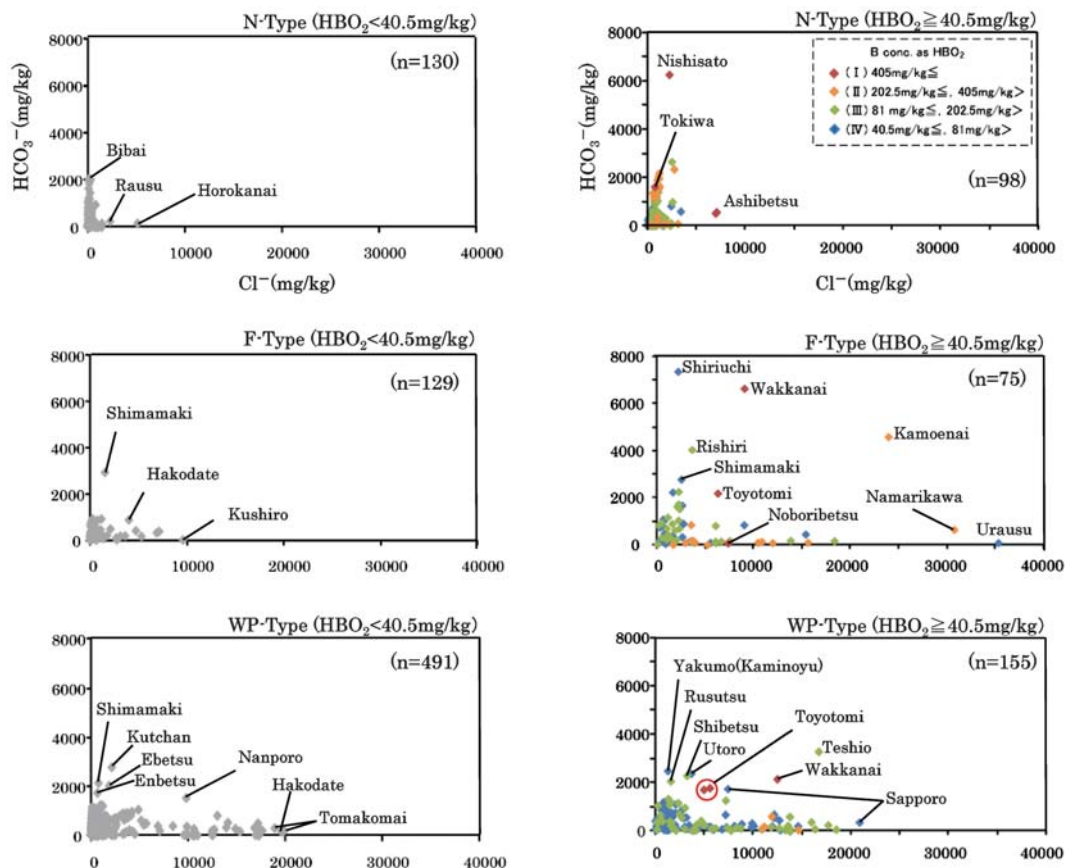 N-Type (HBO₂<40.5mg/kg)
8000
6000
4000
2000
0
HCO₃⁻ (mg/kg)
(n=130)
Bibai
Rausu
Horokanai
0 10000 20000 30000 40000
Cl⁻(mg/kg)
N-Type (HBO₂≧40.5mg/kg)
8000
6000
4000
2000
0
HCO₃⁻ (mg/kg)
B conc. as HBO₂
(Ⅰ) 405mg/kg≦
(Ⅱ) 202.5mg/kg≦, 405mg/kg>
(Ⅲ) 81 mg/kg≦, 202.5mg/kg>
(Ⅳ) 40.5mg/kg≦, 81mg/kg>
Nishisato
Tokiwa
(n=98)
Ashibetsu
0 10000 20000 30000 40000
Cl⁻(mg/kg)
F-Type (HBO₂<40.5mg/kg)
8000
6000
4000
2000
0
(n=129)
Shimamaki
Hakodate
Kushiro
0 10000 20000 30000 40000
F-Type (HBO₂≧40.5mg/kg)
8000
6000
4000
2000
0
Shiriuchi
(n=75)
Wakkanai
Kamoenai
Rishiri
Shimamaki
Toyotomi
Namarikawa
Noboribetsu
Urausu
0 10000 20000 30000 40000
WP-Type (HBO₂<40.5mg/kg)
8000
6000
4000
2000
0
(n=491)
Shimamaki
Kutchan
Ebetsu
Enbetsu
Nanporo
Hakodate
Tomakomai
0 10000 20000 30000 40000
WP-Type (HBO₂≧40.5mg/kg)
8000
6000
4000
2000
0
Yakumo(Kaminoyu)
(n=155)
Rusutsu
Shibetsu
Toyotomi
Utoro
Teshio
Wakkanai
Sapporo
0 10000 20000 30000 40000